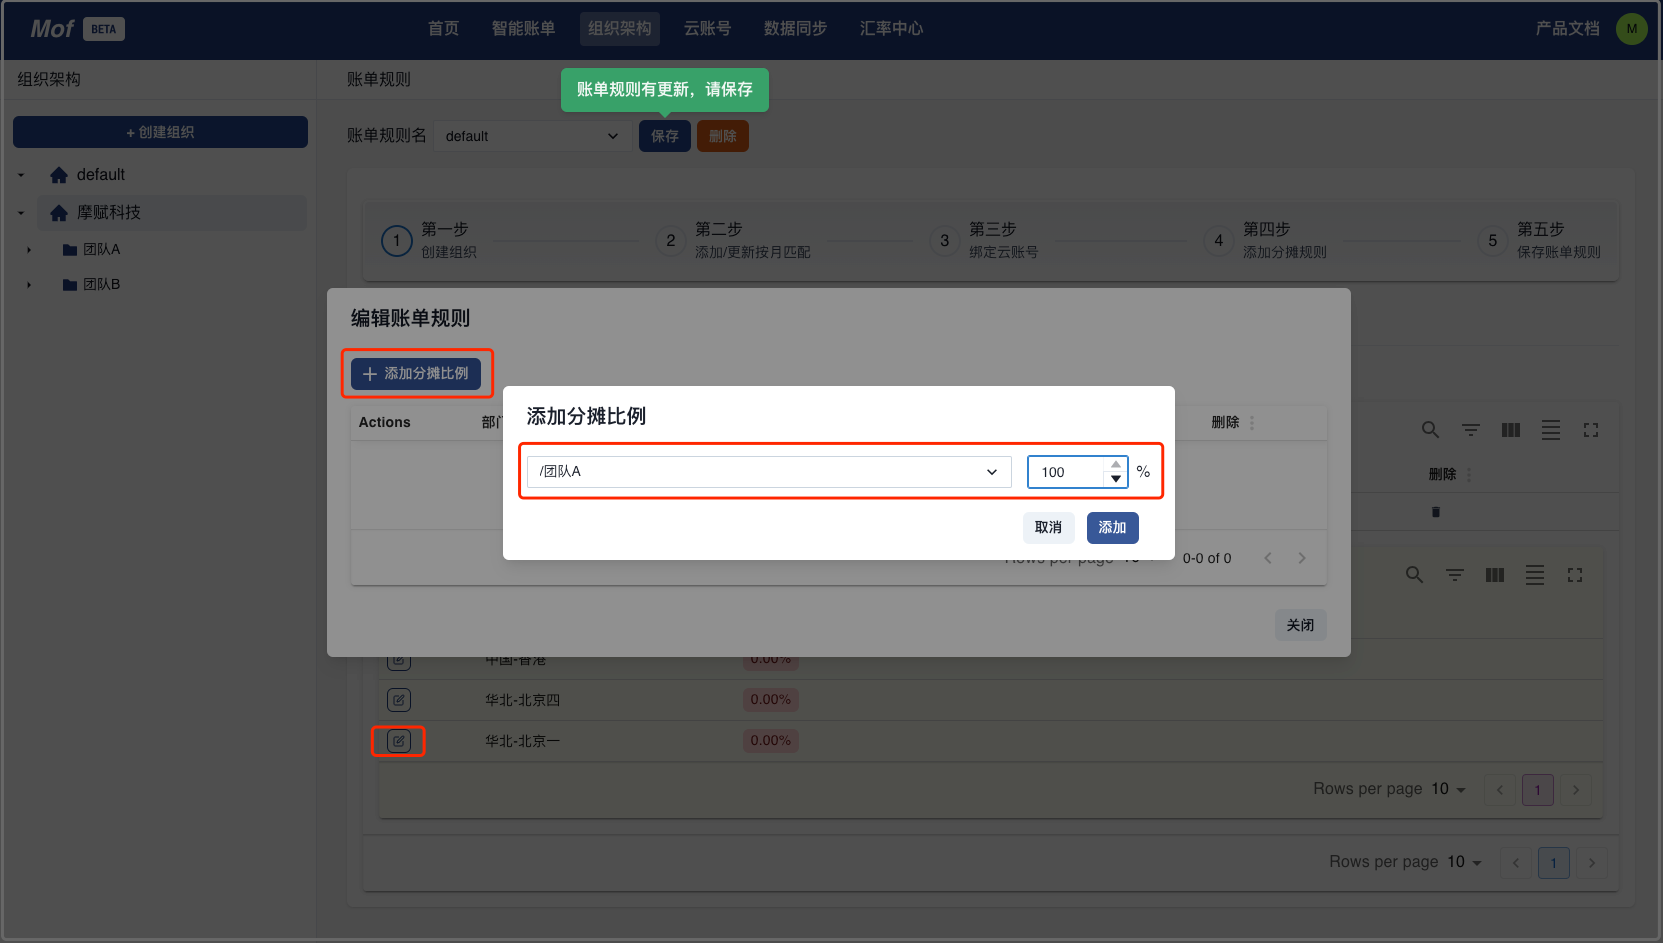 Mof BETA 首页 智能账单 组织架构 云账号 数据同步 汇率中心 产品文档 M
组织架构
账单规则
账单规则有更新，请保存
+ 创建组织
账单规则名 default 保存 删除
default
摩赋科技
团队A
团队B
1 第一步 2 第二步 3 第三步 4 第四步 5 第五步
创建组织 添加/更新按月匹配 绑定云账号 添加分摊规则 保存账单规则
编辑账单规则
+ 添加分摊比例
添加分摊比例
Actions 删除
/团队A 100 %
取消 添加
删除
Rows per page 10 0-0 of 0
关闭
中国-香港 0.00%
华北-北京四 0.00%
华北-北京一 0.00%
Rows per page 10 1
Rows per page 10 1